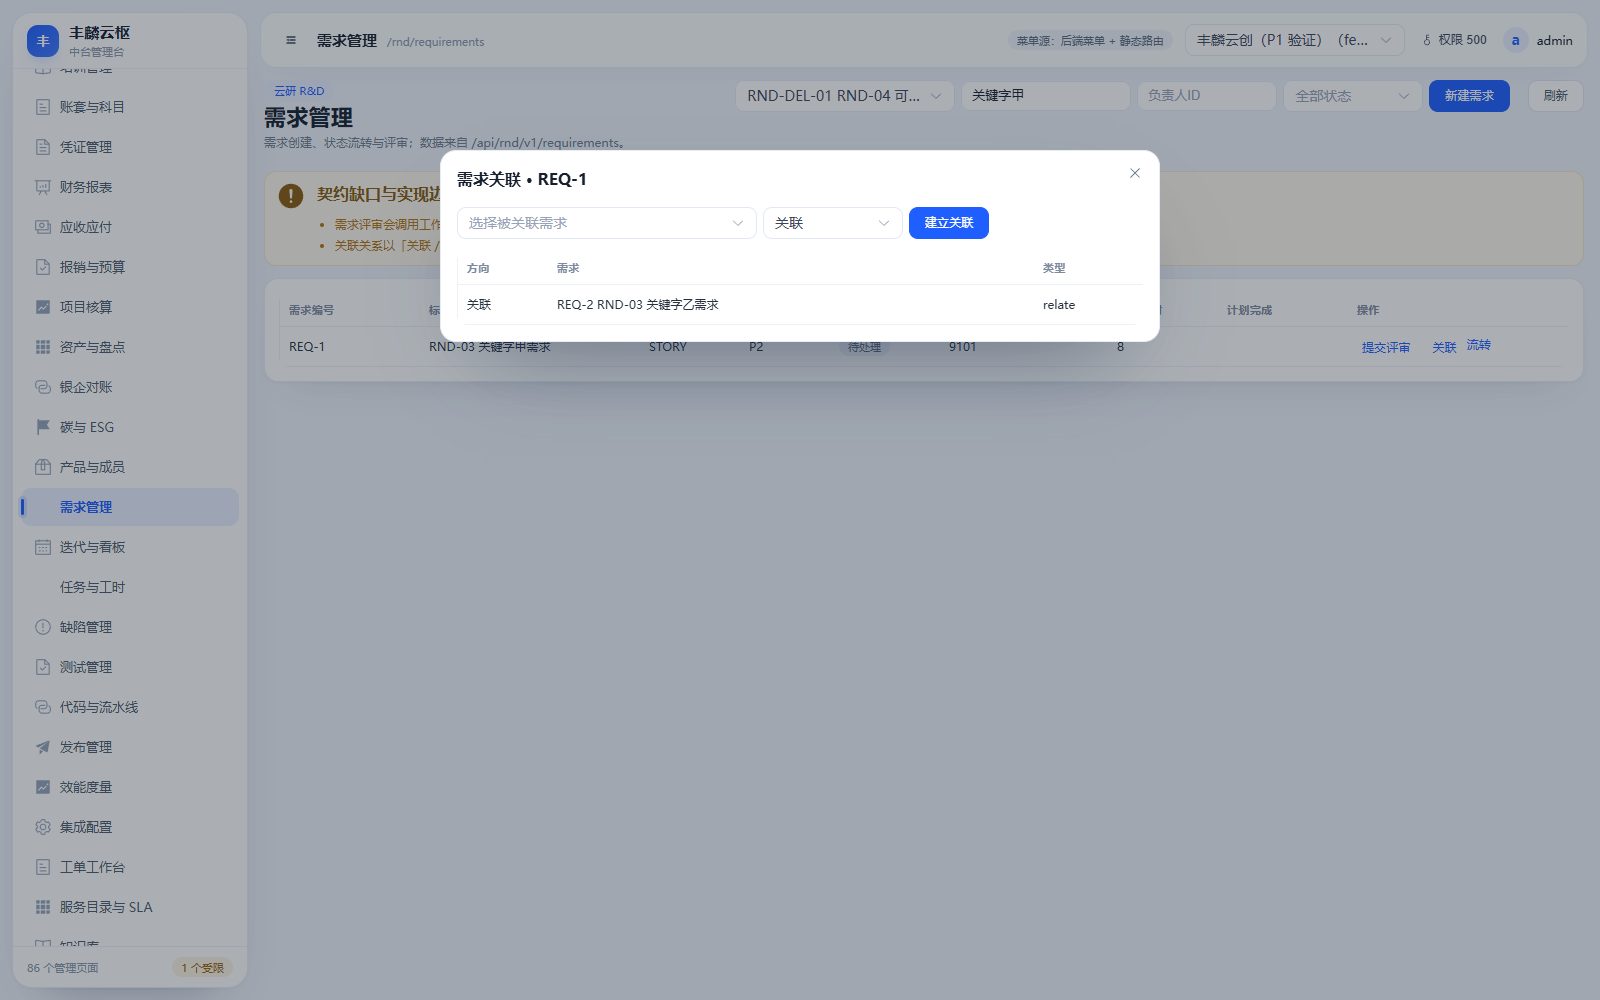 丰
丰麟云枢
中台管理台
账套与科目
凭证管理
财务报表
应收应付
报销与预算
项目核算
资产与盘点
银企对账
碳与 ESG
产品与成员
需求管理
迭代与看板
任务与工时
缺陷管理
测试管理
代码与流水线
发布管理
效能度量
集成配置
工单工作台
服务目录与 SLA
86 个管理页面
1 个受限
需求管理 /rnd/requirements
菜单源：后端菜单 + 静态路由
丰麟云创（P1 验证）（fe...
权限 500
a
admin
云研 R&D
需求管理
需求创建、状态流转与评审；数据来自 /api/rnd/v1/requirements。
RND-DEL-01 RND-04 可...
关键字甲
负责人ID
全部状态
新建需求
刷新
契约缺口与实现边
需求评审会调用工作
关联关系以「关联 /
需求关联 • REQ-1
选择被关联需求
关联
建立关联
方向 需求 类型
关联 REQ-2 RND-03 关键字乙需求 relate
需求编号 计划完成 操作
REQ-1 RND-03 关键字甲需求 STORY P2 待处理 9101 8 提交评审 关联 流转